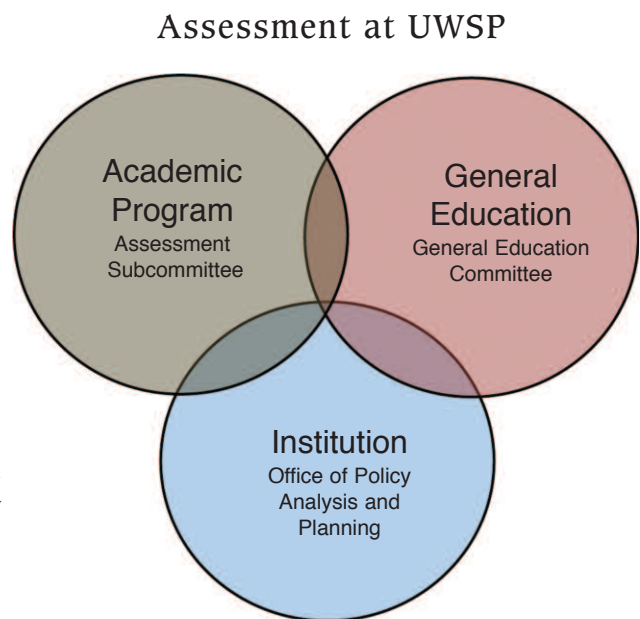 Assessment at UWSP
Academic
Program
Assessment
Subcommittee
General
Education
General Education
Committee
Institution
Office of Policy
Analysis and
Planning